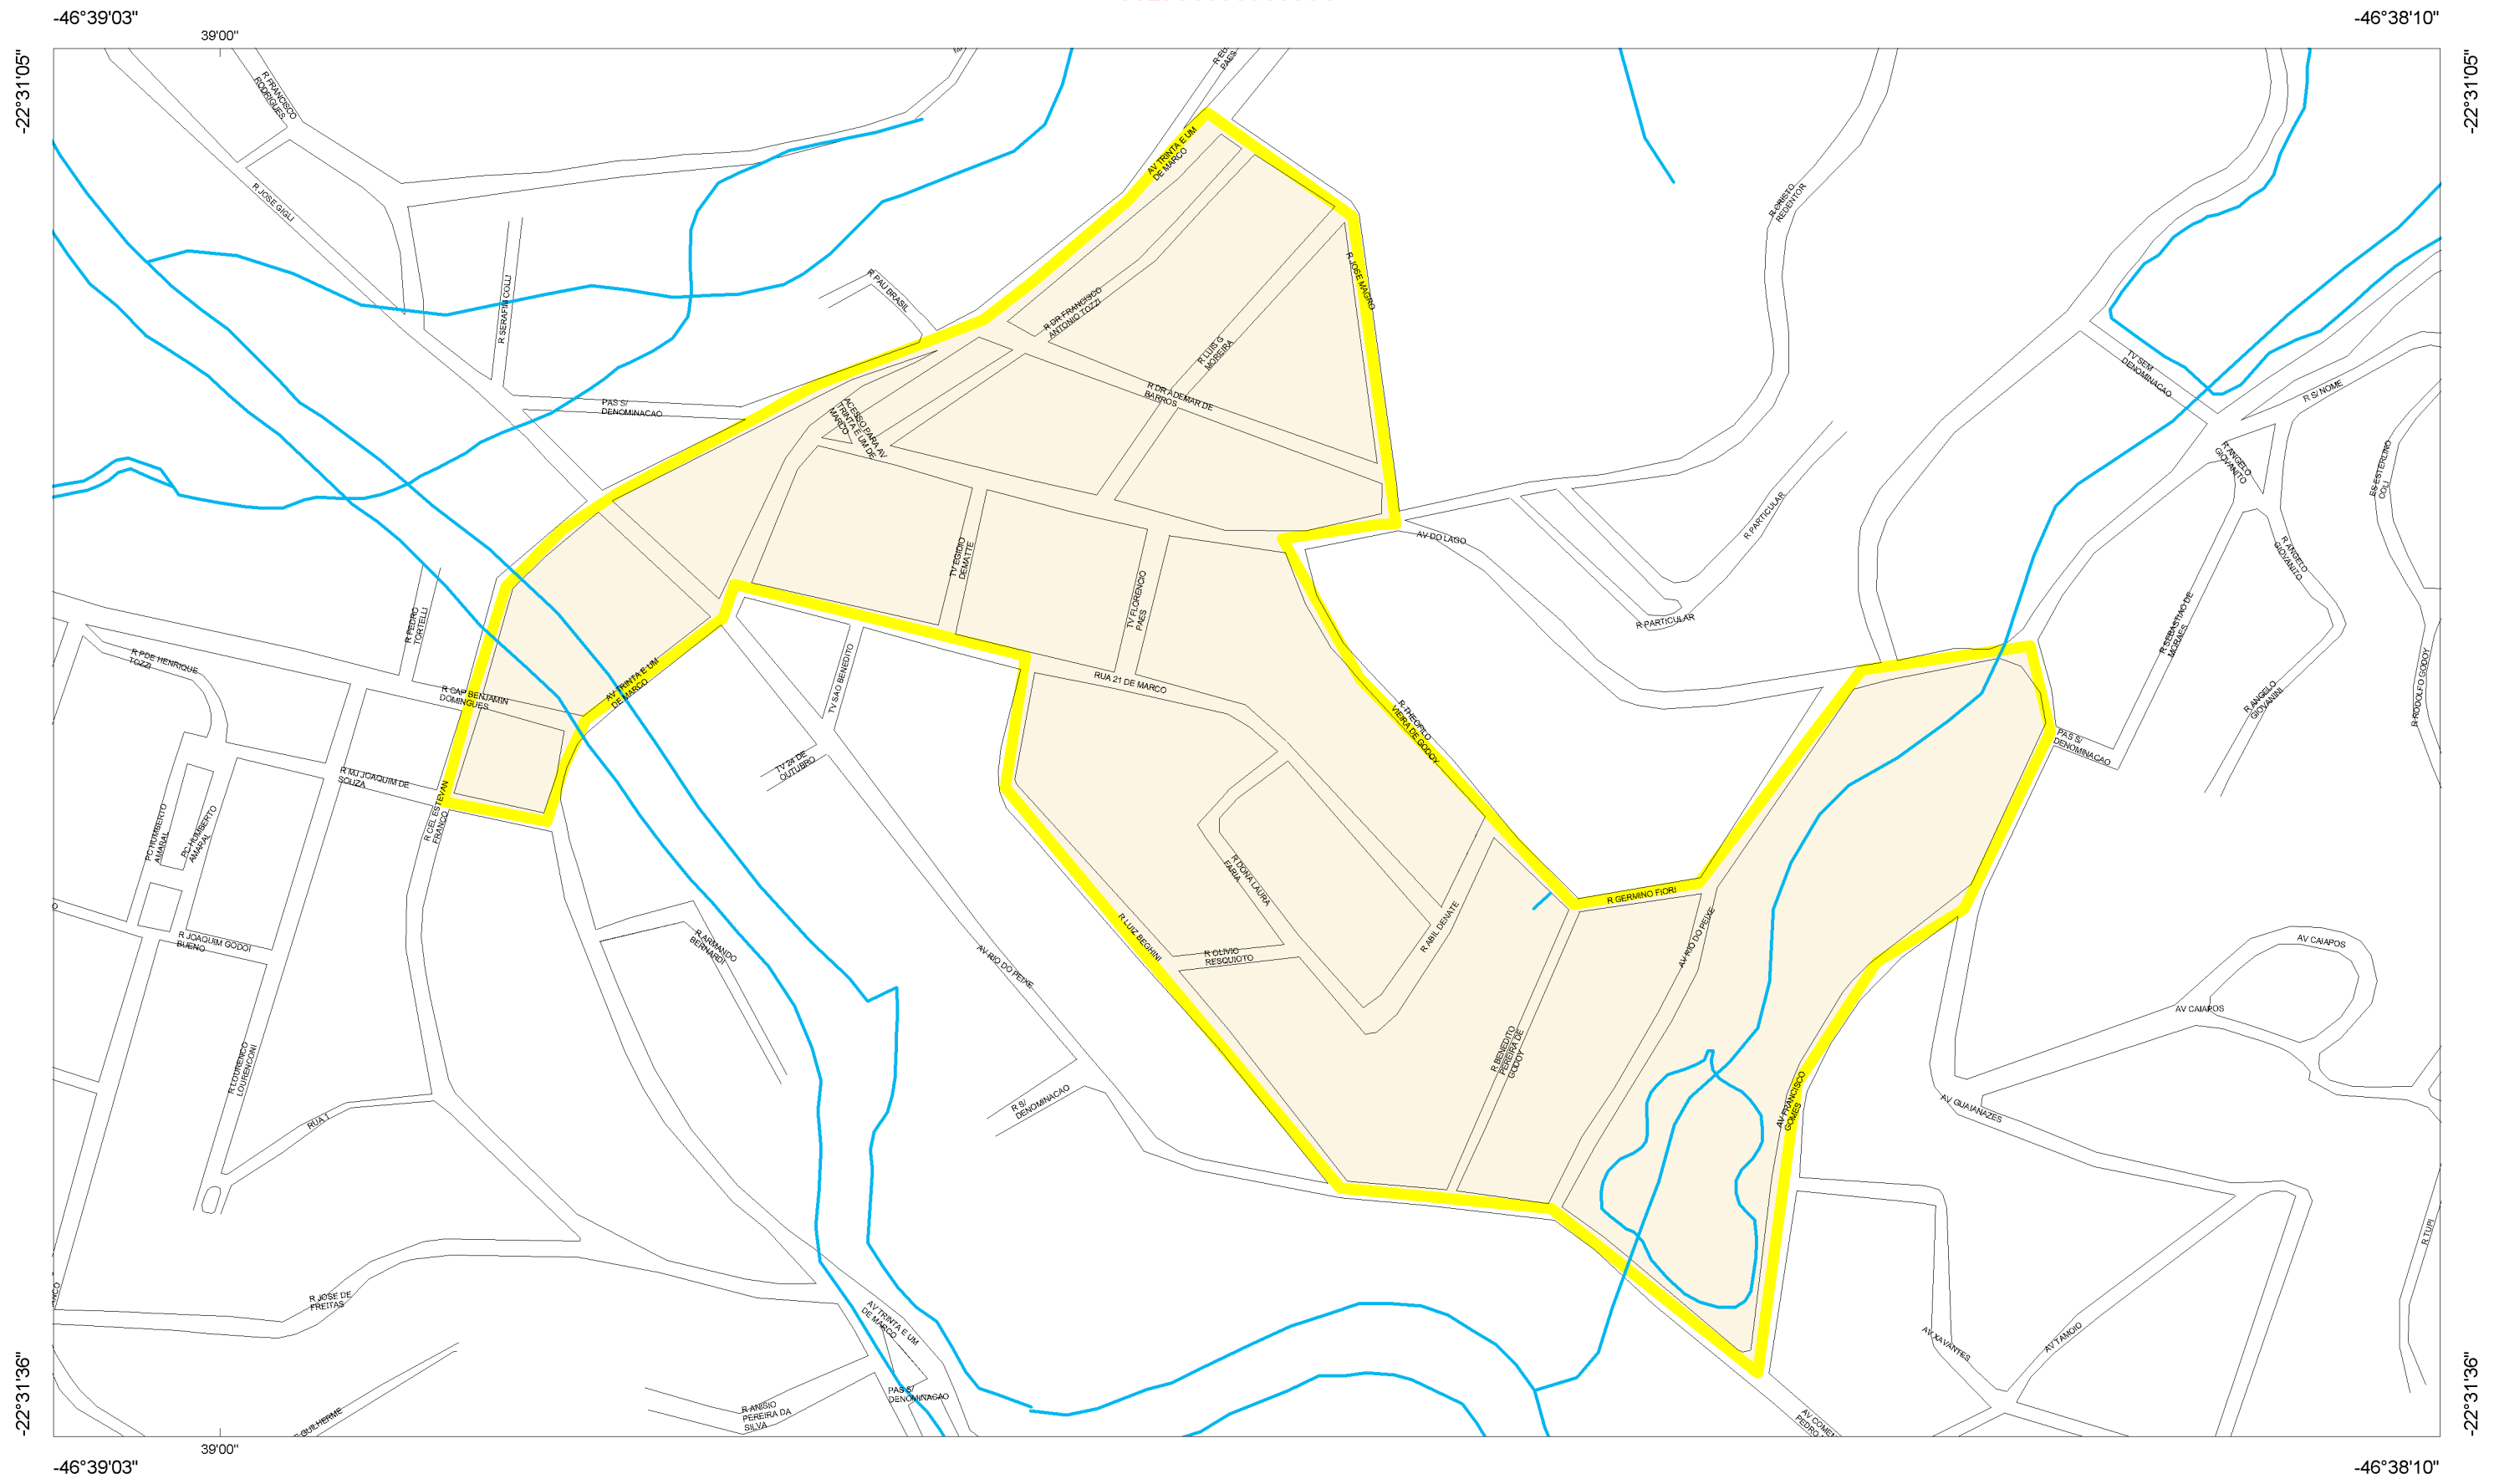 -46°39'03"
-46°38'10"
39'00"
-22°31'05"
-22°31'05"
R FRANCISCO
RODRIGUES
PAES
AV TRINTA E UM
DE MARCO
R JOSE GIGLI
R CRISTO
REDENTOR
R SERAFIN COLLI
R PAU BRASIL
R JOSE MAGRO
R DR FRANCISCO
ANTONIO TOZZI
R LUIS G
MOREIRA
R DR ADEMAR DE
BARROS
TV SEM
DENOMINACAO
R S/ NOME
PAS S/
DENOMINACAO
ACESSO PARA AV
TRINTA E UM DE
MARCO
R ANGELO
GIOVANITO
ES ESTERLINO
COLI
R PARTICULAR
AV DO LAGO
TV EGIDIO
DEMATTE
R ANGELO
GIOVANITO
TV FLORENCIO
PAES
R PEDRO
TORTELLI
R PARTICULAR
R SEBASTIAO DE
MORAES
R PDE HENRIQUE
TOZZI
AV TRINTA E UM
DE MARCO
TV SAO BENEDITO
RUA 21 DE MARCO
R CAP BENJAMIN
DOMINGUES
R THEOFILO
VIEIRA DE GODOY
R ANGELO
GIOVANINI
R RODOLFO GODOY
PAS S/
DENOMINACAO
TV 24 DE
OUTUBRO
R MJ JOAQUIM DE
SOUZA
R CEL ESTEVAN
FRANCO
PC HUMBERTO
AMARAL
PC HUMBERTO
AMARAL
R DONA LAURA
FARIA
R GERMINO FIORI
R LUIZ BEGHINI
R ABIL DENATE
AV RIO DO PEIXE
R JOAQUIM GODOI
BUENO
R ARMANDO
BERNARDI
R OLIVIO
RESQUIOTO
AV RIO DO PEIXE
AV CAIAPOS
AV CAIAPOS
R LOURENCO
LOURENCONI
R BENEDITO
PEREIRA DE
GODOY
RUA 1
R S/
DENOMINACAO
AV FRANCISCO
GOMES
AV GUAIANAZES
R TUPI
R JOSE DE
FREITAS
AV TRINTA E UM
DE MARCO
AV XAVANTES
AV TAMOIO
PAS S/
DENOMINACAO
R ANISIO
PEREIRA DA
SILVA
GUILHERME
AV COMEN
PEDRO
-22°31'36"
-22°31'36"
39'00"
-46°39'03"
-46°38'10"